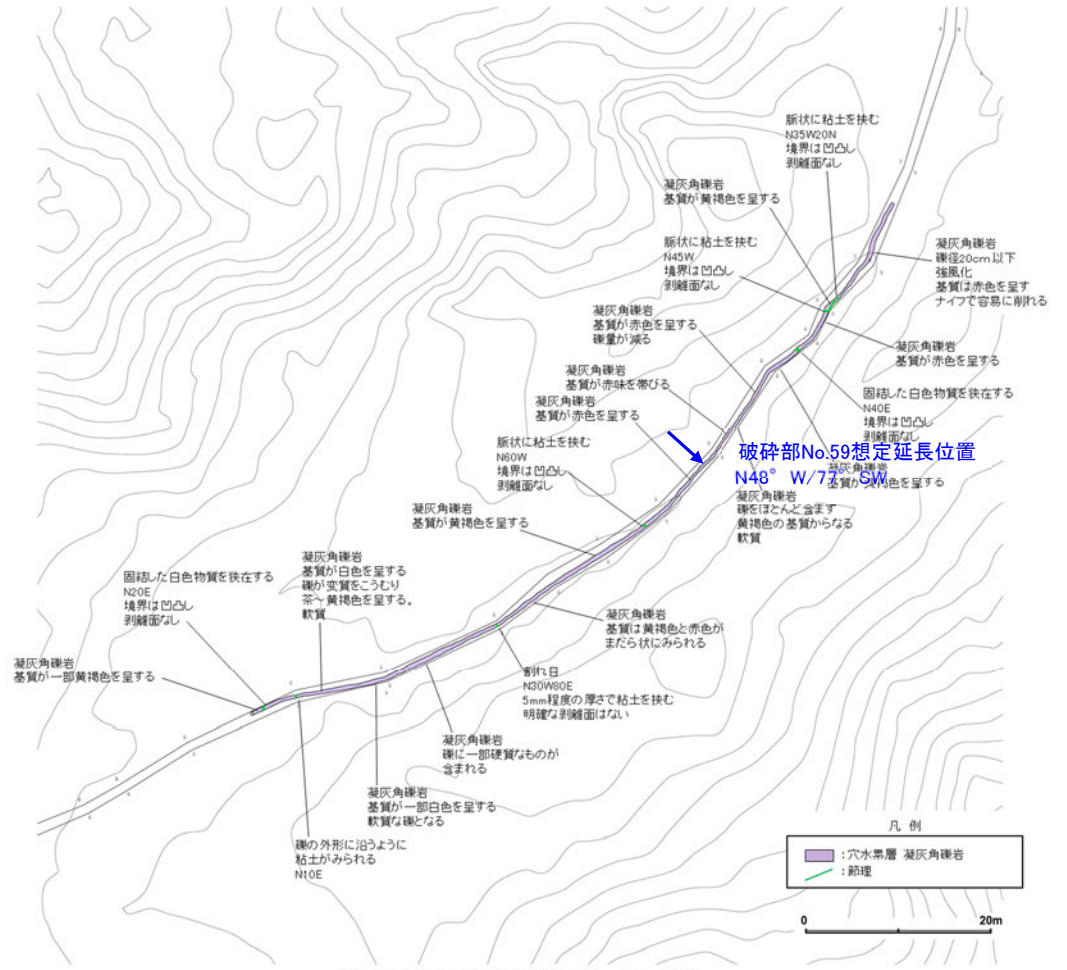 脈状に粘土を挟む
N35W20N
境界は凹凸し
剥離面なし
凝灰角礫岩
基質が黄褐色を呈する
脈状に粘土を挟む
N45W
境界は凹凸し
剥離面なし
凝灰角礫岩
礫径20cm以下
強風化
基質は赤色を呈す
ナイフで容易に削れる
凝灰角礫岩
基質が赤色を呈する
礫量が減る
凝灰角礫岩
基質が赤色を呈する
凝灰角礫岩
基質が赤味を帯びる
固結した白色物質を狭在する
N40E
境界は凹凸し
剥離面なし
凝灰角礫岩
基質が赤色を呈する
脈状に粘土を挟む
N60W
境界は凹凸し
剥離面なし
破砕部No.59想定延長位置
N48° W/77° SW
凝灰角礫岩
凝灰角礫岩
礫をほとんど含まず
黄褐色の基質からなる
軟質
凝灰角礫岩
基質が黄褐色を呈する
凝灰角礫岩
基質が白色を呈する
礫が変質をこうむり
茶～黄褐色を呈する。
軟質
固結した白色物質を狭在する
N20E
境界は凹凸し
剥離面なし
凝灰角礫岩
基質は黄褐色と赤色が
まだら状にみられる
凝灰角礫岩
基質が一部黄褐色を呈する
割れ目
N30W80E
5mm程度の厚さで粘土を挟む
明確な剥離面はない
凝灰角礫岩
礫に一部硬質なものが
含まれる
凝灰角礫岩
基質が一部白色を呈する
軟質な礫となる
礫の外形に沿うように
粘土がみられる
N10E
凡 例
：穴水累層 凝灰角礫岩
：節理
0 20m